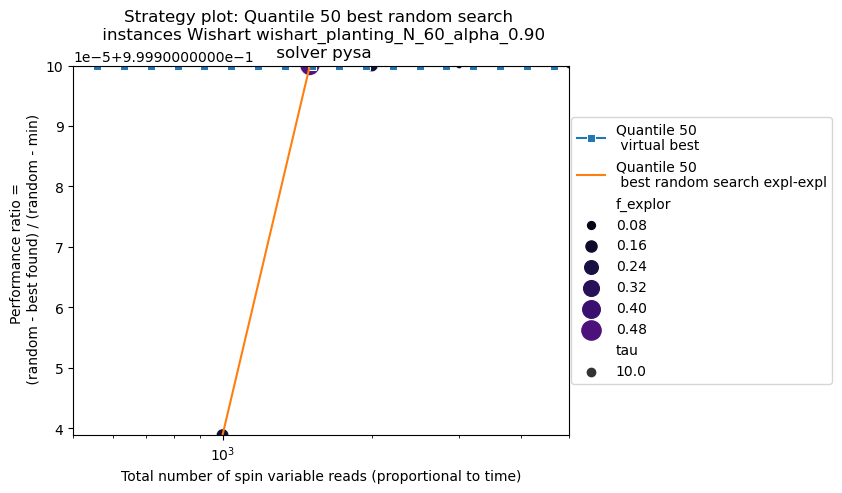 Strategy plot: Quantile 50 best random search
instances Wishart wishart_planting_N_60_alpha_0.90
solver pysa
1e−5+9.9990000000e−1
10
9
8
7
6
5
4
Performance ratio =
(random - best found) / (random - min)
10³
Total number of spin variable reads (proportional to time)
Quantile 50
virtual best
Quantile 50
best random search expl-expl
f_explor
0.08
0.16
0.24
0.32
0.40
0.48
tau
10.0